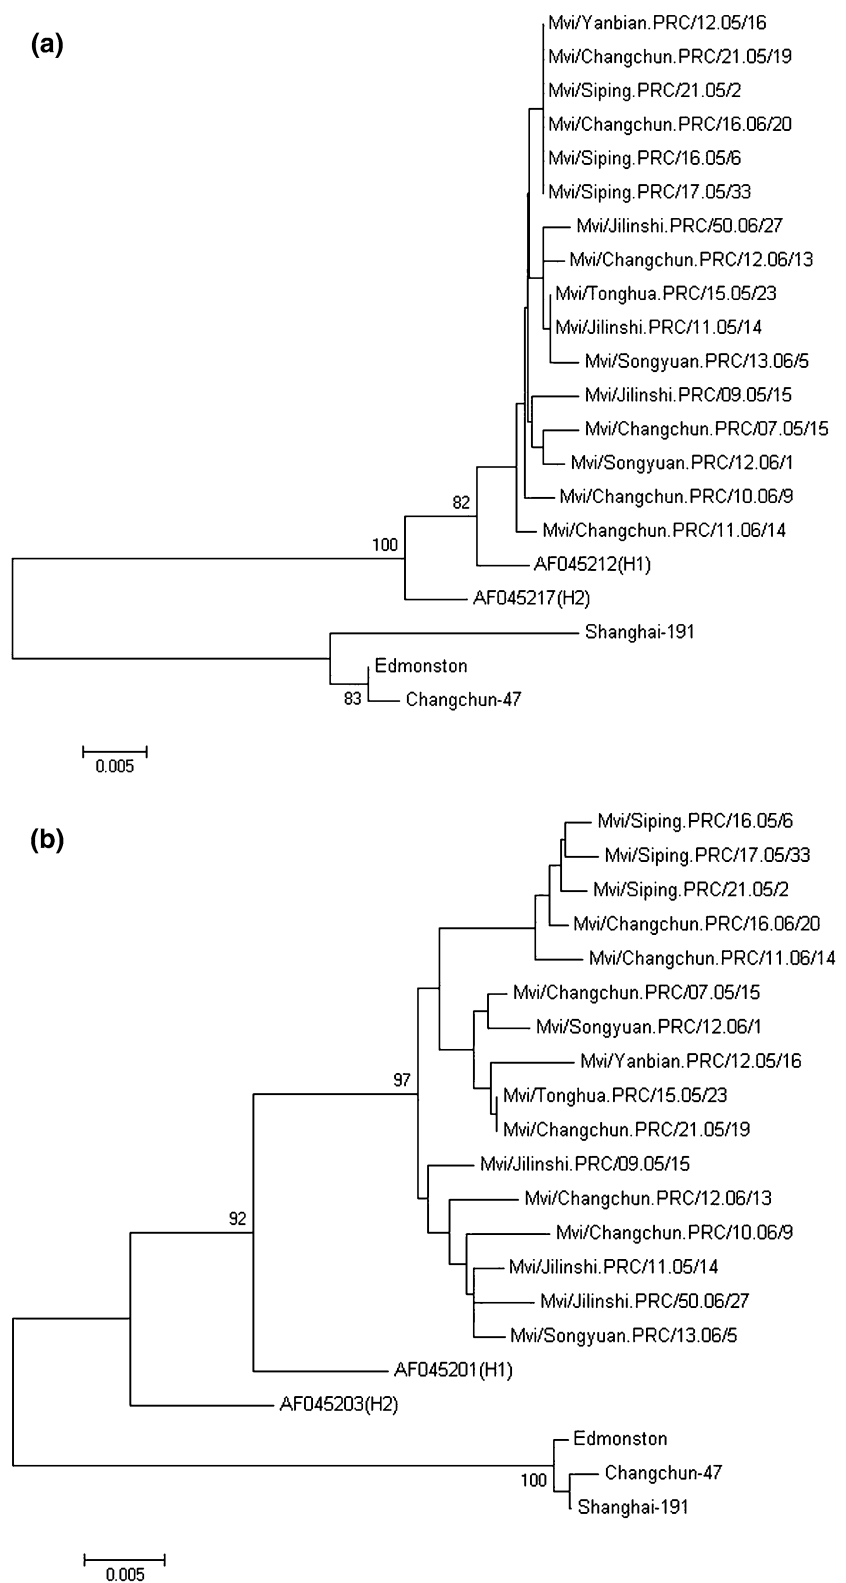 (a)
Mvi/Yanbian.PRC/12.05/16
Mvi/Changchun.PRC/21.05/19
Mvi/Siping.PRC/21.05/2
Mvi/Changchun.PRC/16.06/20
Mvi/Siping.PRC/16.05/6
Mvi/Siping.PRC/17.05/33
Mvi/Jilinshi.PRC/50.06/27
Mvi/Changchun.PRC/12.06/13
Mvi/Tonghua.PRC/15.05/23
Mvi/Jilinshi.PRC/11.05/14
Mvi/Songyuan.PRC/13.06/5
Mvi/Jilinshi.PRC/09.05/15
Mvi/Changchun.PRC/07.05/15
Mvi/Songyuan.PRC/12.06/1
Mvi/Changchun.PRC/10.06/9
82
Mvi/Changchun.PRC/11.06/14
100
AF045212(H1)
AF045217(H2)
Shanghai-191
Edmonston
83
Changchun-47
0.005
(b)
Mvi/Siping.PRC/16.05/6
Mvi/Siping.PRC/17.05/33
Mvi/Siping.PRC/21.05/2
Mvi/Changchun.PRC/16.06/20
Mvi/Changchun.PRC/11.06/14
Mvi/Changchun.PRC/07.05/15
Mvi/Songyuan.PRC/12.06/1
Mvi/Yanbian.PRC/12.05/16
97
Mvi/Tonghua.PRC/15.05/23
Mvi/Changchun.PRC/21.05/19
Mvi/Jilinshi.PRC/09.05/15
Mvi/Changchun.PRC/12.06/13
92
Mvi/Changchun.PRC/10.06/9
Mvi/Jilinshi.PRC/11.05/14
Mvi/Jilinshi.PRC/50.06/27
Mvi/Songyuan.PRC/13.06/5
AF045201(H1)
AF045203(H2)
Edmonston
100
Changchun-47
Shanghai-191
0.005